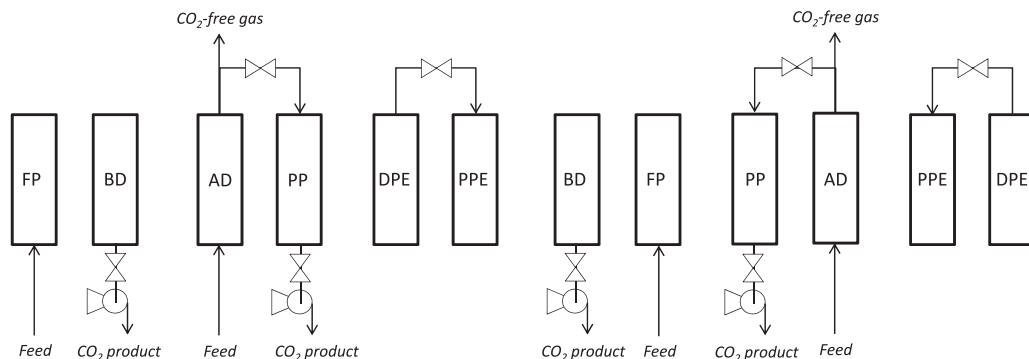 CO2-free gas
CO2-free gas
FP BD AD PP DPE PPE BD FP PP AD PPE DPE
Feed CO2 product Feed CO2 product CO2 product Feed CO2 product Feed